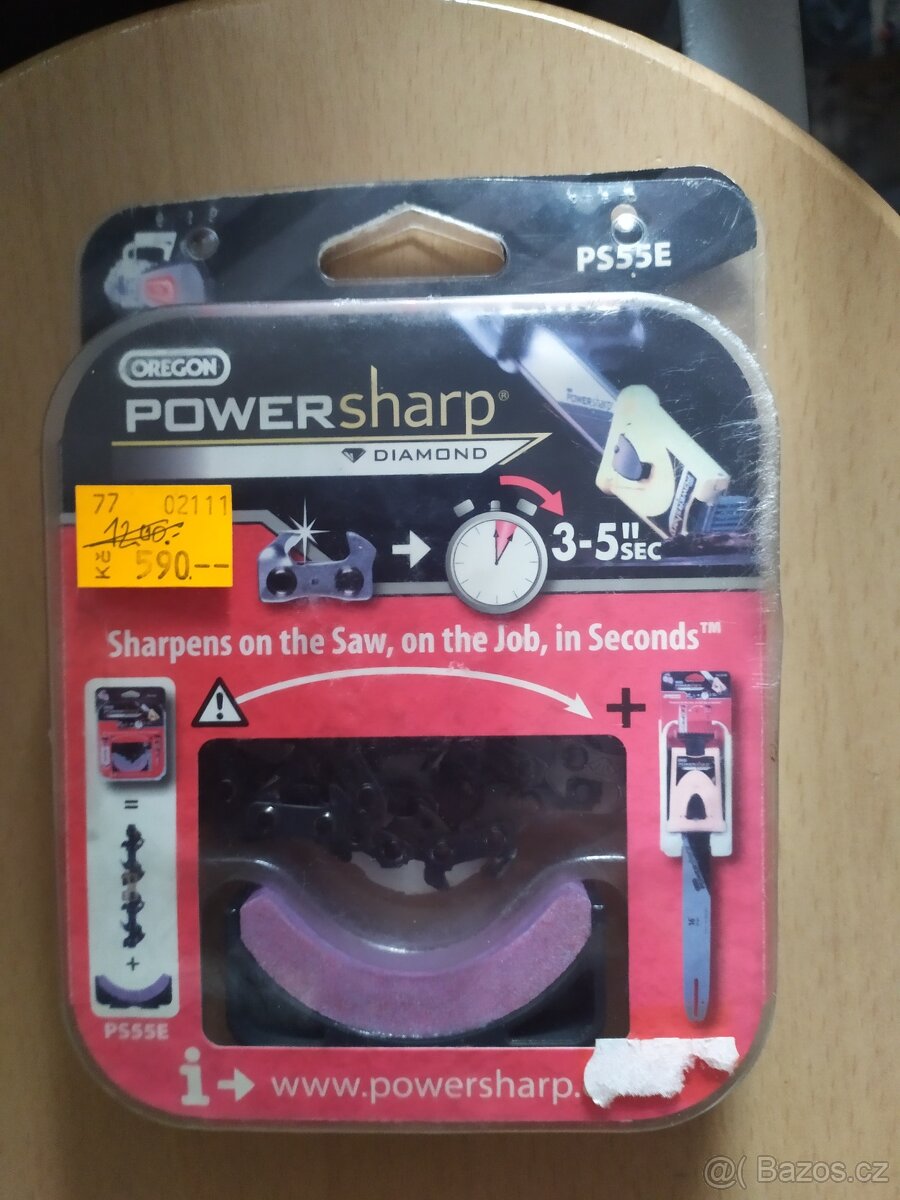 PS55E
OREGON
POWERsharp®
DIAMOND
77 02111
1200.-
Kč 590.--
3-5" SEC
Sharpens on the Saw, on the Job, in Seconds™
=
+
+
PS55E
i → www.powersharp.
@( Bazos.cz